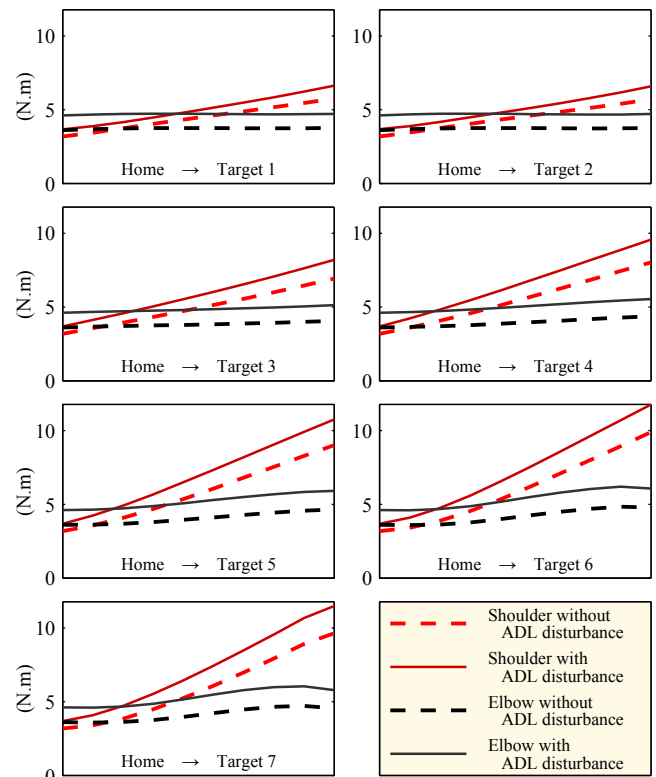 10
5
0
(N.m)
Home → Target 1
10
5
0
Home → Target 2
10
5
0
(N.m)
Home → Target 3
10
5
0
Home → Target 4
10
5
0
(N.m)
Home → Target 5
10
5
0
Home → Target 6
10
5
0
(N.m)
Home → Target 7
Shoulder without
ADL disturbance
Shoulder with
ADL disturbance
Elbow without
ADL disturbance
Elbow with
ADL disturbance